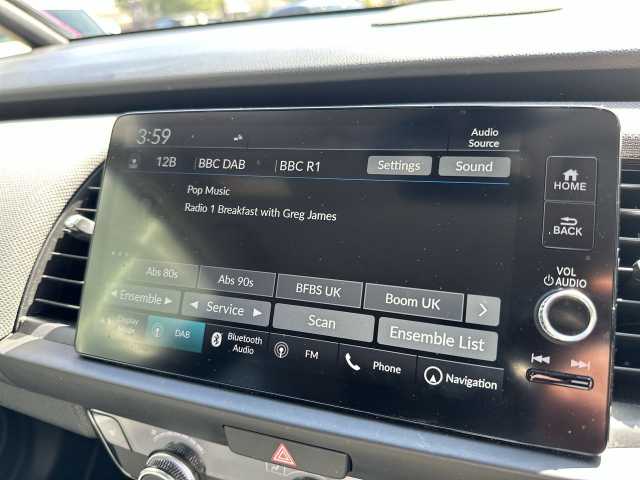 3:59
Audio
Source
12B BBC DAB BBC R1 Settings Sound
HOME
Pop Music
Radio 1 Breakfast with Greg James
BACK
VOL
AUDIO
Abs 80s Abs 90s BFBS UK Boom UK
Ensemble Service Scan Ensemble List
Display
DAB Bluetooth
Audio FM Phone Navigation